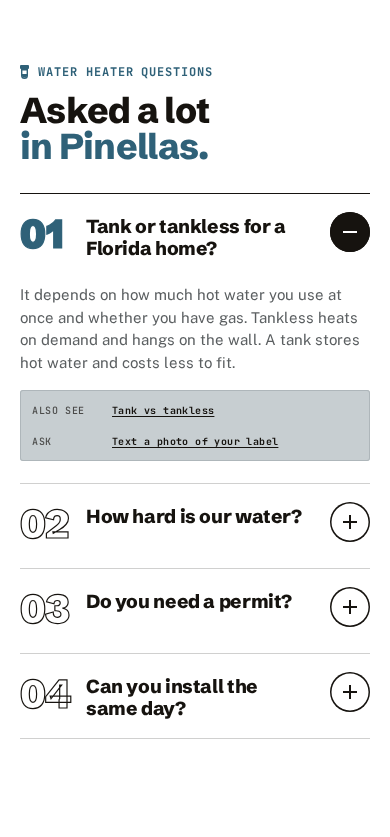 WATER HEATER QUESTIONS
Asked a lot
in Pinellas.
01
Tank or tankless for a
Florida home?
It depends on how much hot water you use at
once and whether you have gas. Tankless heats
on demand and hangs on the wall. A tank stores
hot water and costs less to fit.
ALSO SEE Tank vs tankless
ASK Text a photo of your label
02 How hard is our water?
03 Do you need a permit?
04 Can you install the
same day?